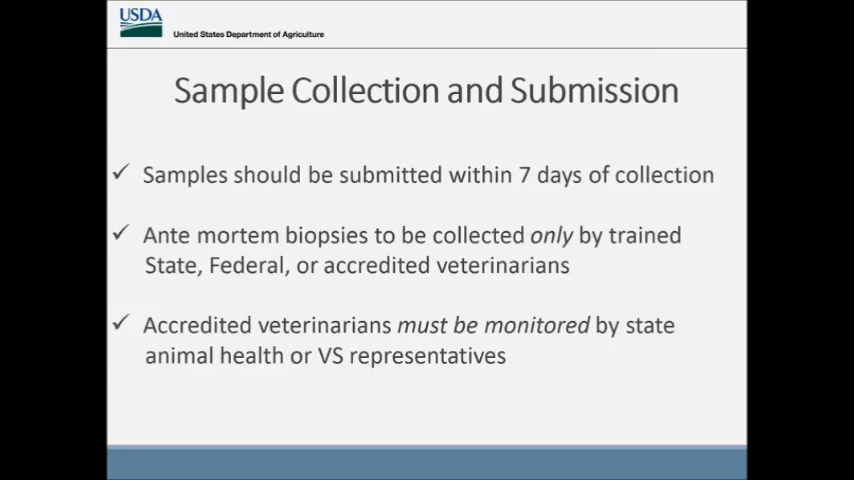 USDA
United States Department of Agriculture
Sample Collection and Submission
✓ Samples should be submitted within 7 days of collection
✓ Ante mortem biopsies to be collected only by trained
State, Federal, or accredited veterinarians
✓ Accredited veterinarians must be monitored by state
animal health or VS representatives